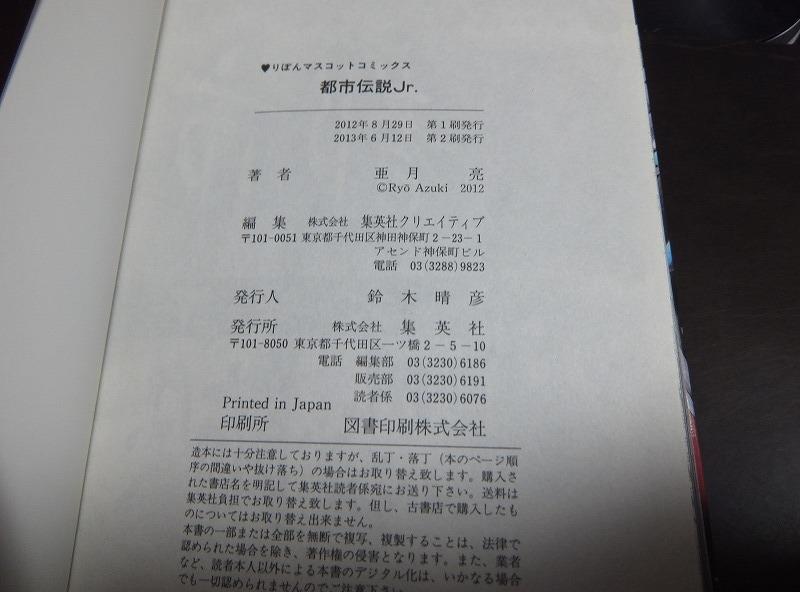 ♥りぼんマスコットコミックス
都市伝説Jr.
2012年8月29日 第1刷発行
2013年6月12日 第2刷発行
著者 亜月亮
©Ryō Azuki 2012
編集 株式会社 集英社クリエイティブ
〒101-0051 東京都千代田区神田神保町2-23-1
アセンド神保町ビル
電話 03(3288)9823
発行人 鈴木晴彦
発行所 株式会社 集英社
〒101-8050 東京都千代田区一ツ橋2-5-10
電話 編集部 03(3230)6186
販売部 03(3230)6191
読者係 03(3230)6076
Printed in Japan
印刷所 図書印刷株式会社
造本には十分注意しておりますが、乱丁・落丁(本のページ順
序の間違いや抜け落ち)の場合はお取り替え致します。購入さ
れた書店名を明記して集英社読者係宛にお送り下さい。送料は
集英社負担でお取り替え致します。但し、古書店で購入したも
のについてはお取り替え出来ません。
本書の一部または全部を無断で複写、複製することは、法律で
認められた場合を除き、著作権の侵害となります。また、業者
など、読者本人以外による本書のデジタル化は、いかなる場合
でも一切認められませんのでご注意下さい。